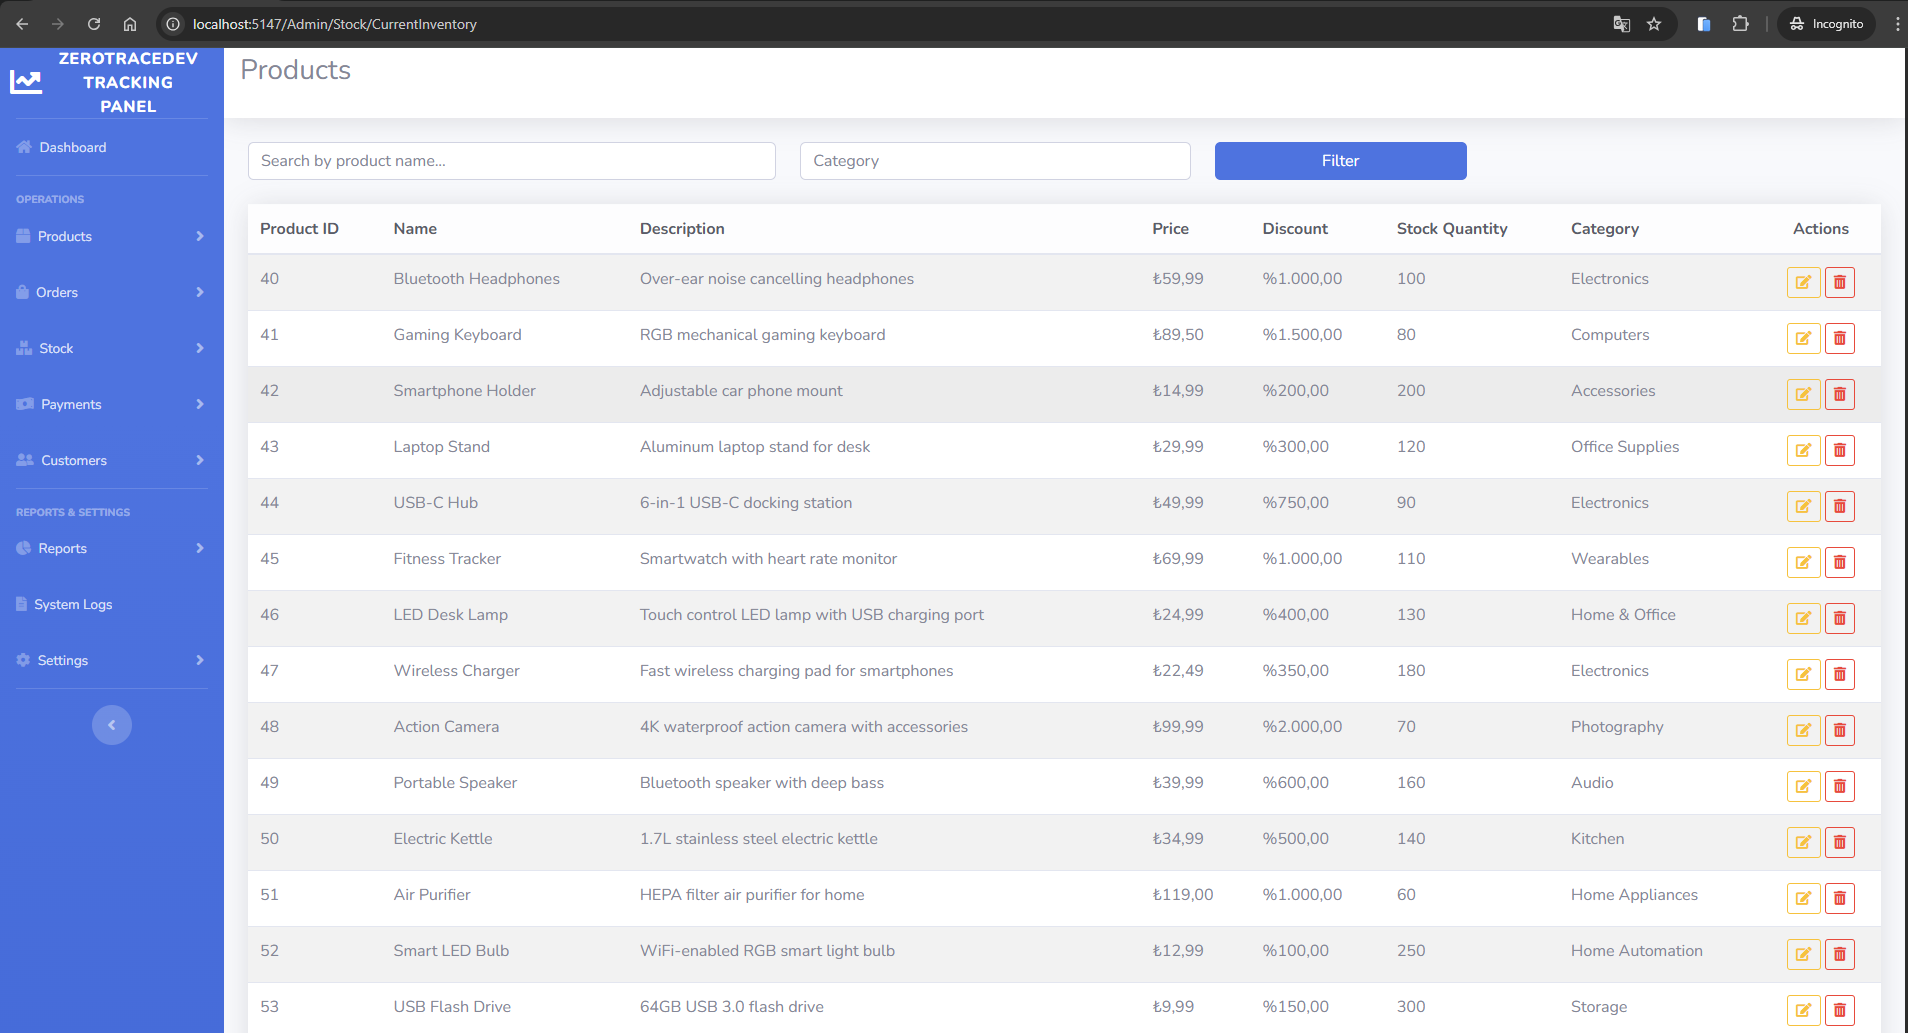 localhost:5147/Admin/Stock/CurrentInventory
Incognito
ZEROTRACEDEV
TRACKING
PANEL
Dashboard
OPERATIONS
Products
Orders
Stock
Payments
Customers
REPORTS & SETTINGS
Reports
System Logs
Settings
Products
Search by product name... Category Filter
Product ID Name Description Price Discount Stock Quantity Category Actions
40 Bluetooth Headphones Over-ear noise cancelling headphones ₺59,99 %1.000,00 100 Electronics
41 Gaming Keyboard RGB mechanical gaming keyboard ₺89,50 %1.500,00 80 Computers
42 Smartphone Holder Adjustable car phone mount ₺14,99 %200,00 200 Accessories
43 Laptop Stand Aluminum laptop stand for desk ₺29,99 %300,00 120 Office Supplies
44 USB-C Hub 6-in-1 USB-C docking station ₺49,99 %750,00 90 Electronics
45 Fitness Tracker Smartwatch with heart rate monitor ₺69,99 %1.000,00 110 Wearables
46 LED Desk Lamp Touch control LED lamp with USB charging port ₺24,99 %400,00 130 Home & Office
47 Wireless Charger Fast wireless charging pad for smartphones ₺22,49 %350,00 180 Electronics
48 Action Camera 4K waterproof action camera with accessories ₺99,99 %2.000,00 70 Photography
49 Portable Speaker Bluetooth speaker with deep bass ₺39,99 %600,00 160 Audio
50 Electric Kettle 1.7L stainless steel electric kettle ₺34,99 %500,00 140 Kitchen
51 Air Purifier HEPA filter air purifier for home ₺119,00 %1.000,00 60 Home Appliances
52 Smart LED Bulb WiFi-enabled RGB smart light bulb ₺12,99 %100,00 250 Home Automation
53 USB Flash Drive 64GB USB 3.0 flash drive ₺9,99 %150,00 300 Storage